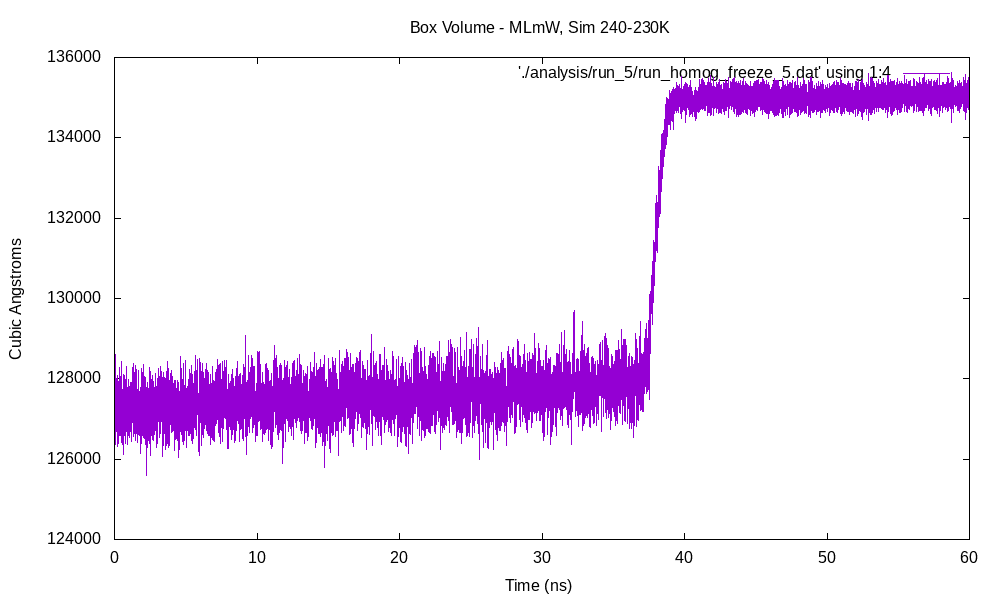 Box Volume - MLmW, Sim 240-230K
'./analysis/run_5/run_homog_freeze_5.dat' using 1:4
136000
134000
132000
130000
128000
126000
124000
Cubic Angstroms
0 10 20 30 40 50 60
Time (ns)